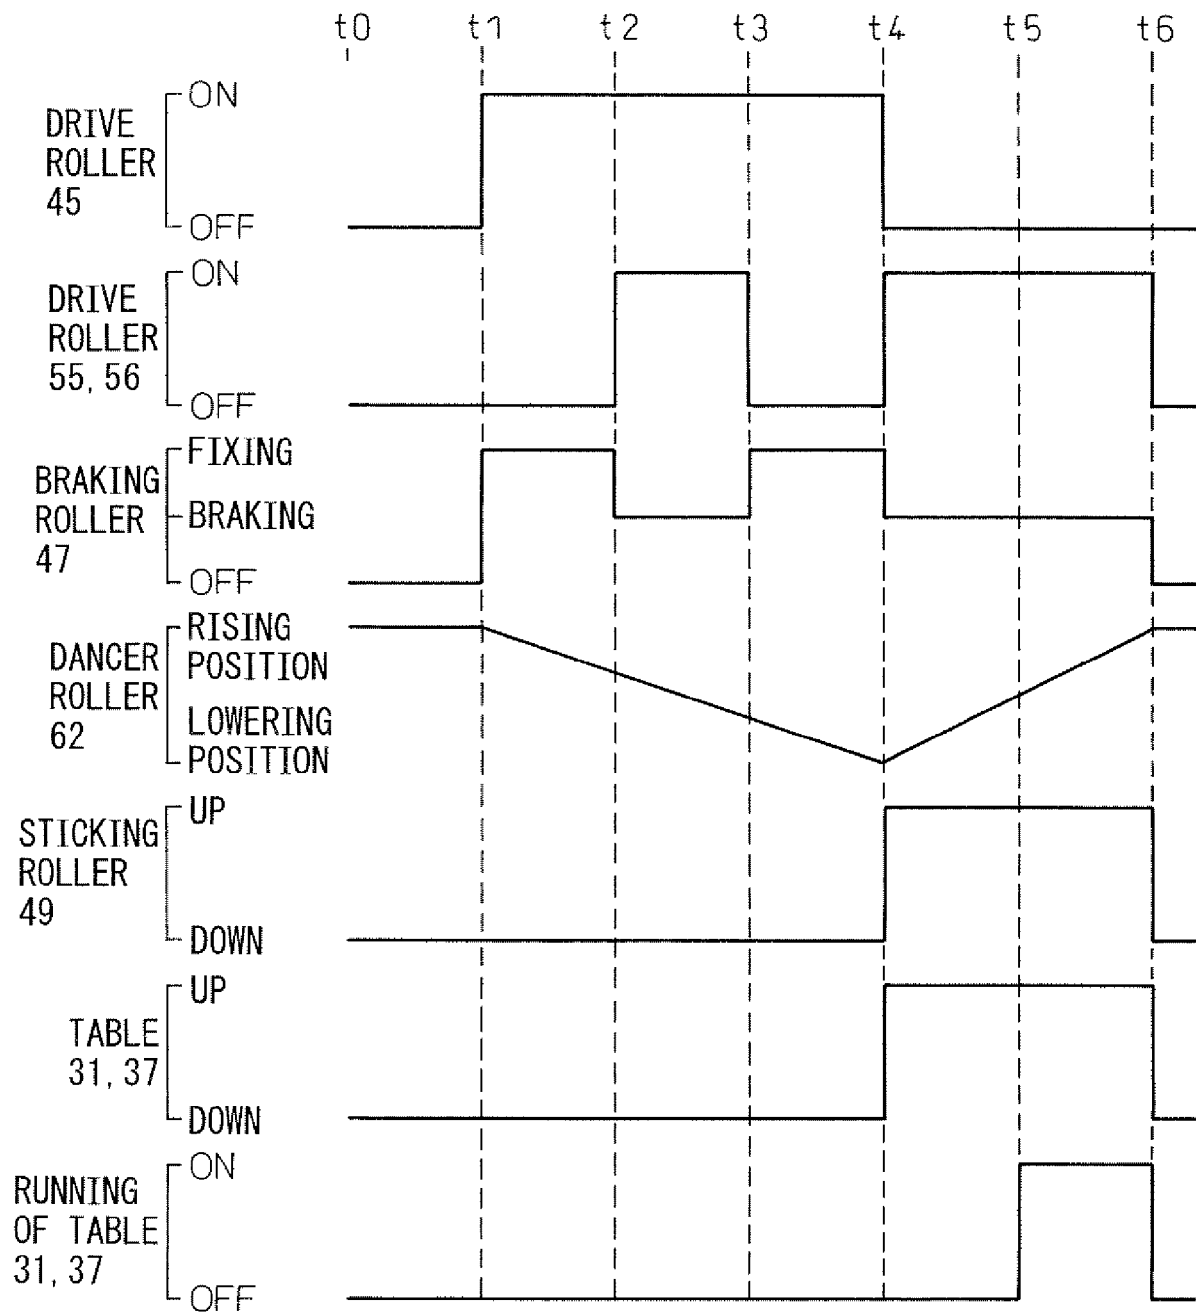 t0 t1 t2 t3 t4 t5 t6
ON
DRIVE
ROLLER
45
OFF
ON
DRIVE
ROLLER
55, 56
OFF
FIXING
BRAKING
ROLLER
47
BRAKING
OFF
RISING
POSITION
DANCER
ROLLER
62
LOWERING
POSITION
UP
STICKING
ROLLER
49
DOWN
UP
TABLE
31, 37
DOWN
ON
RUNNING
OF TABLE
31, 37
OFF